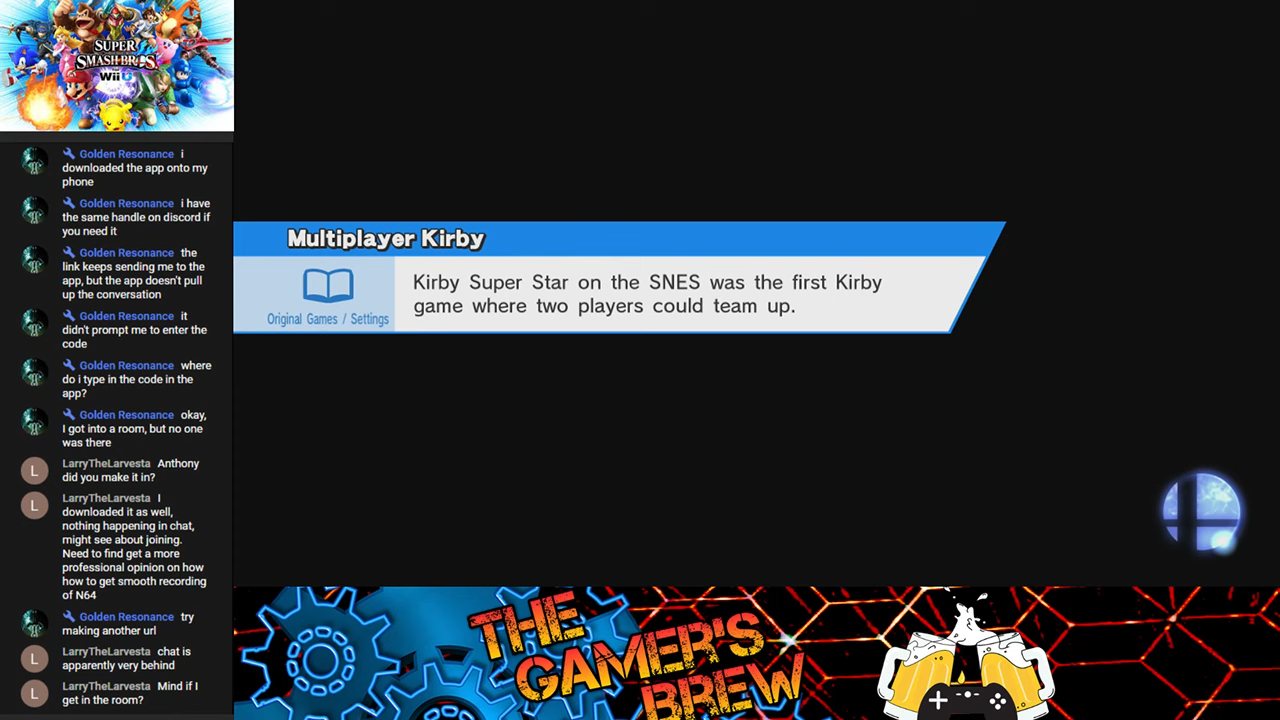 SUPER
SMASH BROS.
Wii U
Golden Resonance i
downloaded the app onto my
phone
Golden Resonance i have
the same handle on discord if
you need it
Golden Resonance the
link keeps sending me to the
app, but the app doesn't pull
up the conversation
Golden Resonance it
didn't prompt me to enter the
code
Golden Resonance where
do i type in the code in the
app?
Golden Resonance okay,
I got into a room, but no one
was there
L
LarryTheLarvesta Anthony
did you make it in?
L
LarryTheLarvesta I
downloaded it as well,
nothing happening in chat,
might see about joining.
Need to find get a more
professional opinion on how
how to get smooth recording
of N64
Golden Resonance try
making another url
L
LarryTheLarvesta chat is
apparently very behind
L
LarryTheLarvesta Mind if I
get in the room?
Multiplayer Kirby
Original Games / Settings
Kirby Super Star on the SNES was the first Kirby
game where two players could team up.
THE
GAMER'S
BREW